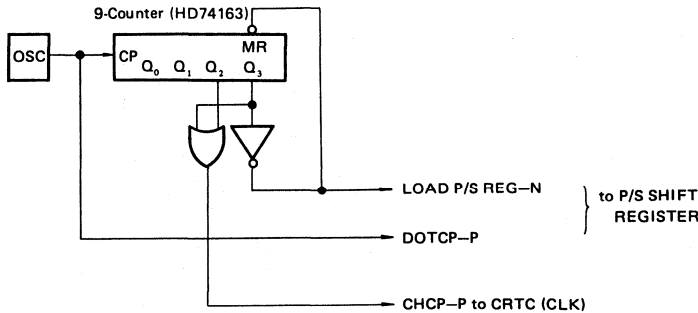 9-Counter (HD74163)
OSC
CP
MR
Q0 Q1 Q2 Q3
LOAD P/S REG–N
to P/S SHIFT
REGISTER
DOTCP–P
CHCP–P to CRTC (CLK)